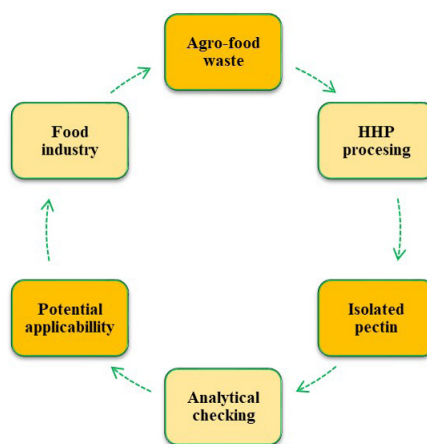 Agro-food
waste
HHP
procesing
Isolated
pectin
Analytical
checking
Potential
applicabillity
Food
industry